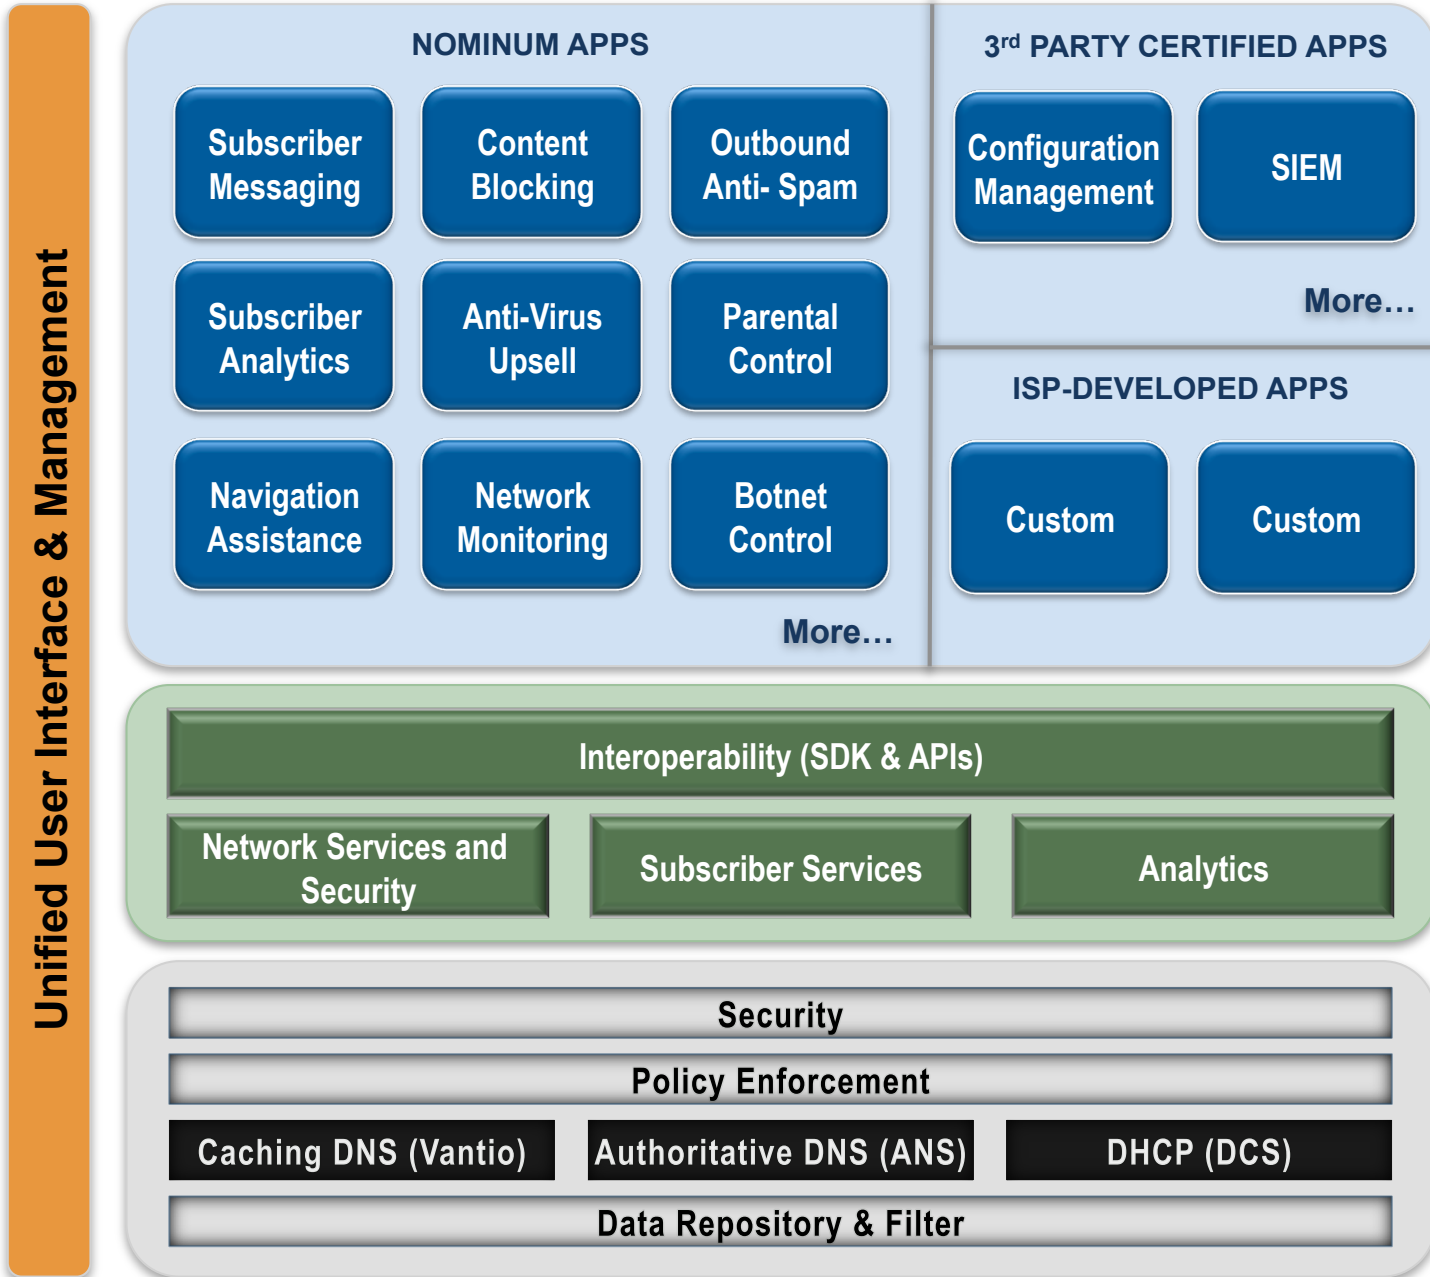 Unified User Interface & Management
NOMINUM APPS
Subscriber
Messaging
Content
Blocking
Outbound
Anti- Spam
Subscriber
Analytics
Anti-Virus
Upsell
Parental
Control
Navigation
Assistance
Network
Monitoring
Botnet
Control
More...
3rd PARTY CERTIFIED APPS
Configuration
Management
SIEM
More...
ISP-DEVELOPED APPS
Custom
Custom
Interoperability (SDK & APIs)
Network Services and
Security
Subscriber Services
Analytics
Security
Policy Enforcement
Caching DNS (Vantio)
Authoritative DNS (ANS)
DHCP (DCS)
Data Repository & Filter